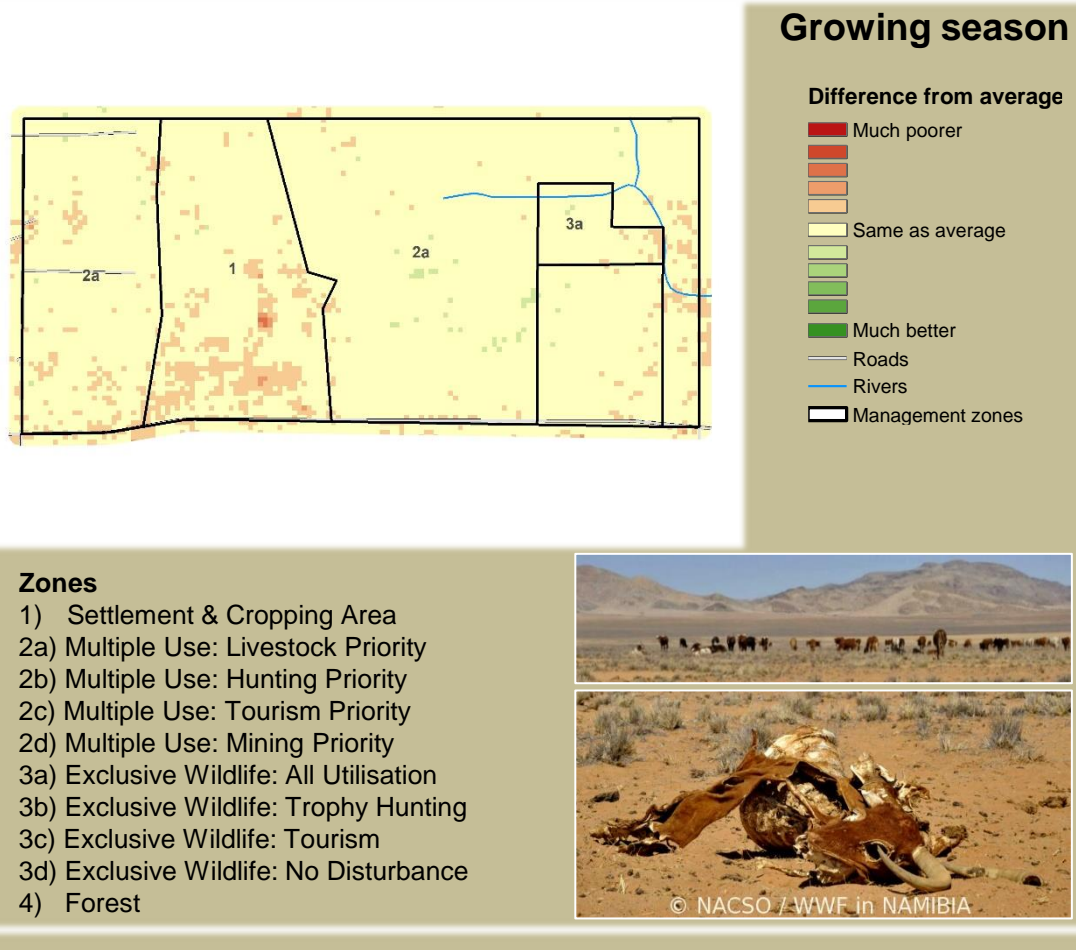 Growing season
Difference from average
Much poorer
Same as average
Much better
Roads
Rivers
Management zones
3a
2a
1
2a
Zones
1) Settlement & Cropping Area
2a) Multiple Use: Livestock Priority
2b) Multiple Use: Hunting Priority
2c) Multiple Use: Tourism Priority
2d) Multiple Use: Mining Priority
3a) Exclusive Wildlife: All Utilisation
3b) Exclusive Wildlife: Trophy Hunting
3c) Exclusive Wildlife: Tourism
3d) Exclusive Wildlife: No Disturbance
4) Forest
© NACSO / WWF in NAMIBIA